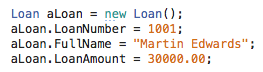 Loan aLoan = new Loan();
aLoan.LoanNumber = 1001;
aLoan.FullName = "Martin Edwards";
aLoan.LoanAmount = 30000.00;